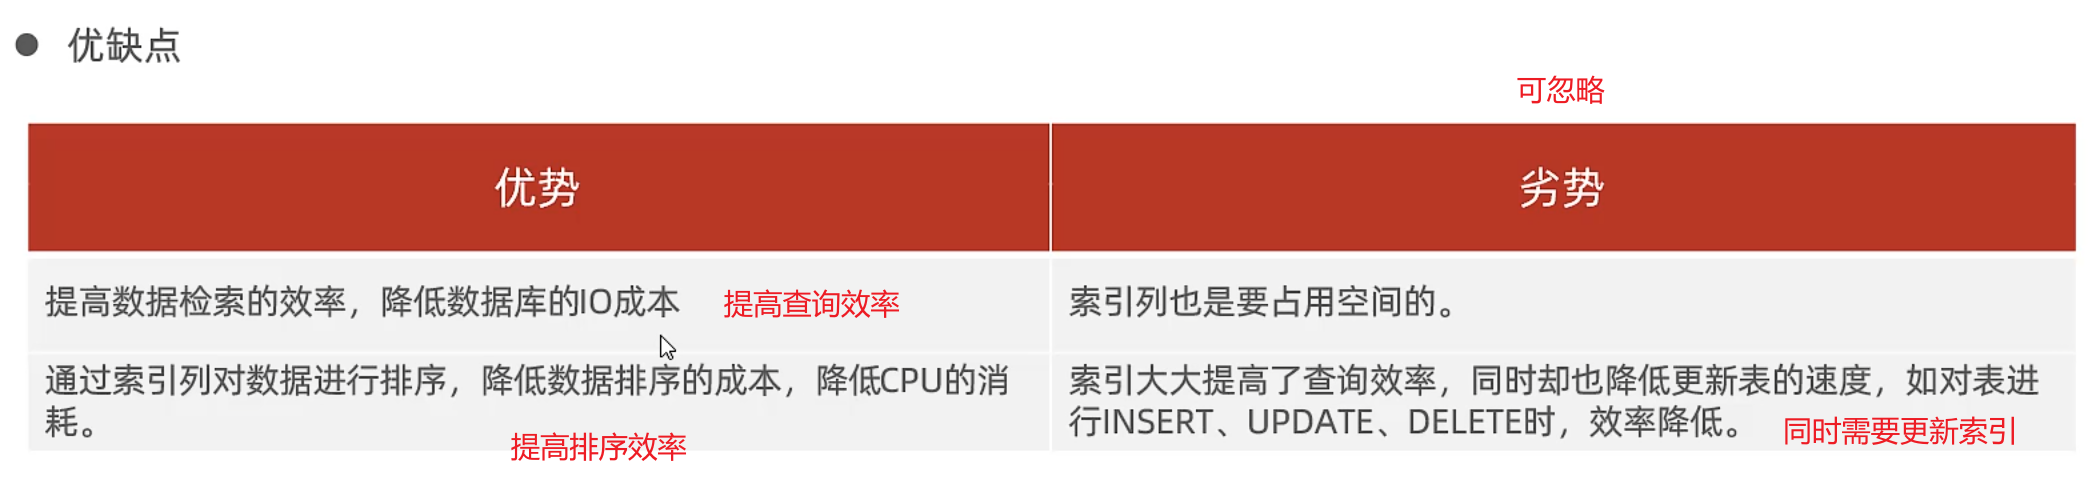 优缺点
可忽略
优势
劣势
提高数据检索的效率，降低数据库的IO成本
提高查询效率
索引列也是要占用空间的。
通过索引列对数据进行排序，降低数据排序的成本，降低CPU的消
耗。
提高排序效率
索引大大提高了查询效率，同时却也降低更新表的速度，如对表进
行INSERT、UPDATE、DELETE时，效率降低。
同时需要更新索引